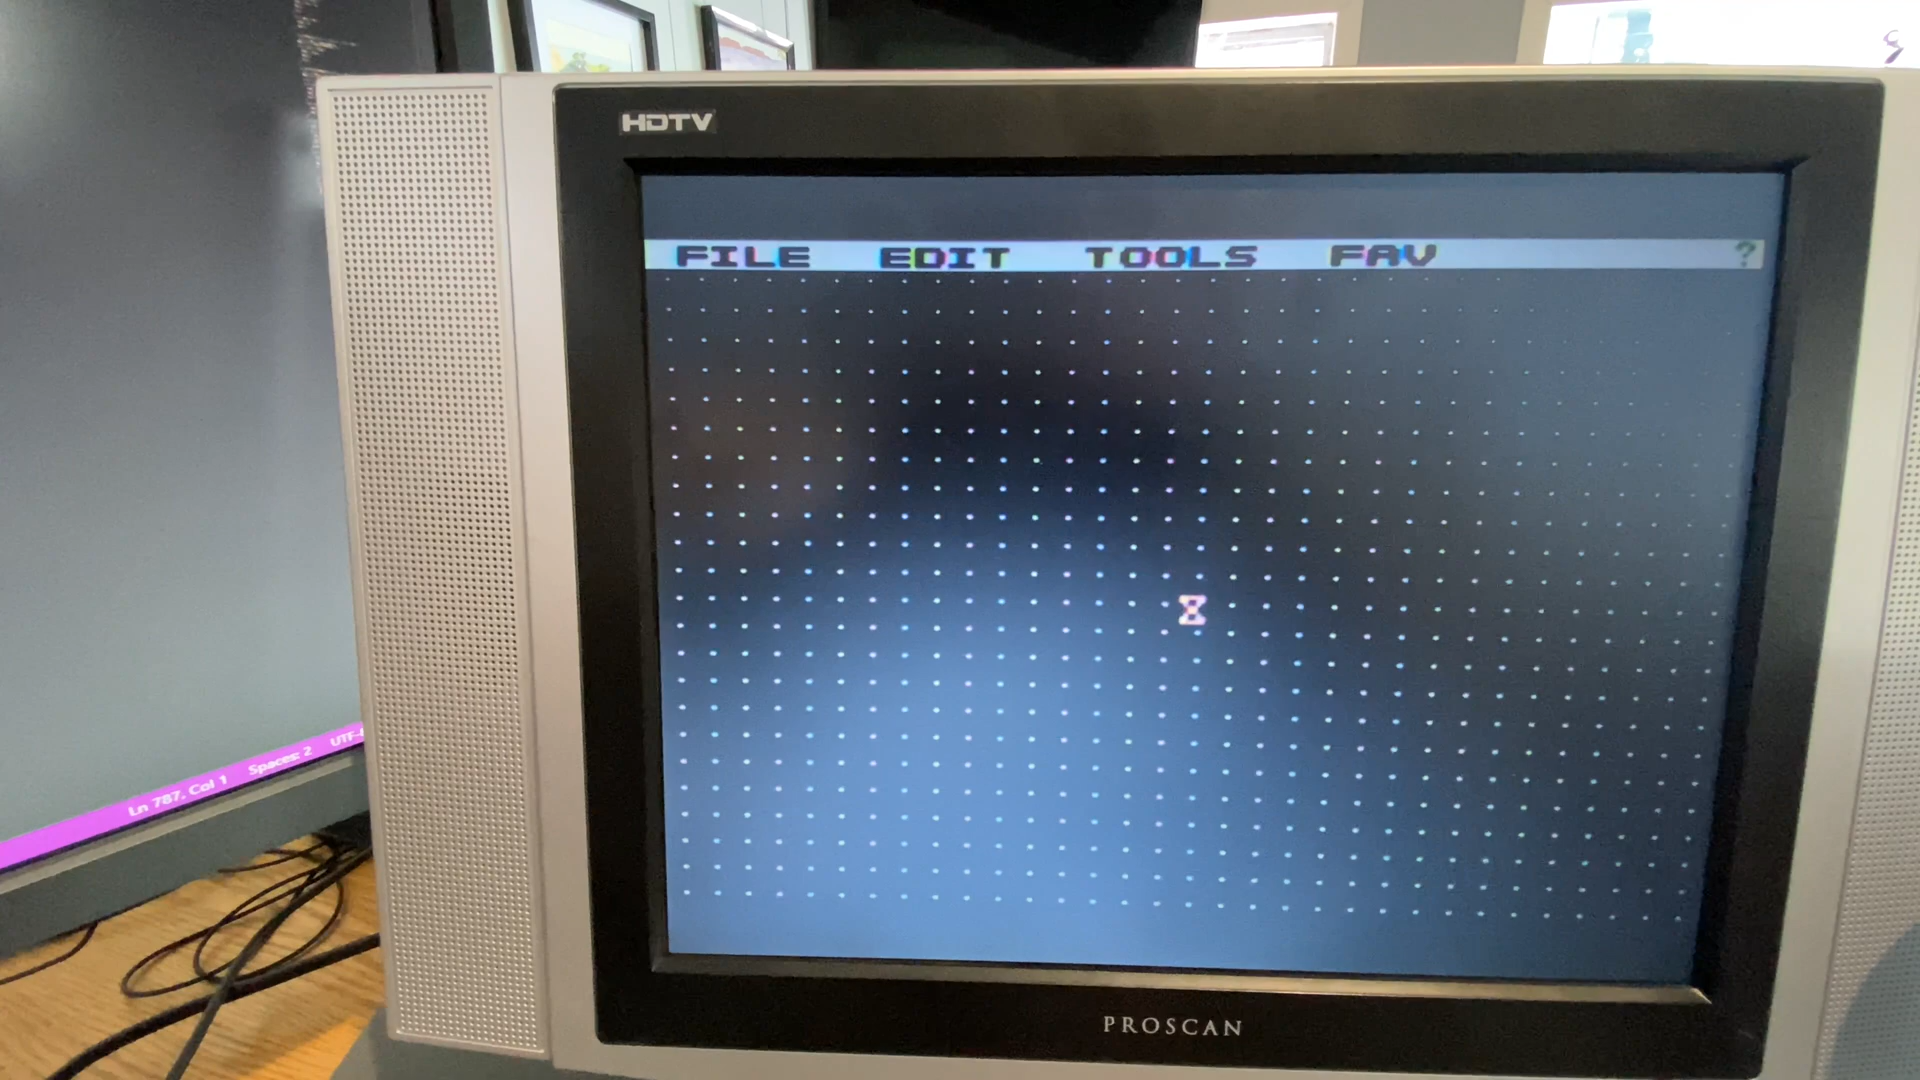 HDTV
FILE EDIT TOOLS FAV ?
Ln 787, Col 1 Spaces: 2
PROSCAN